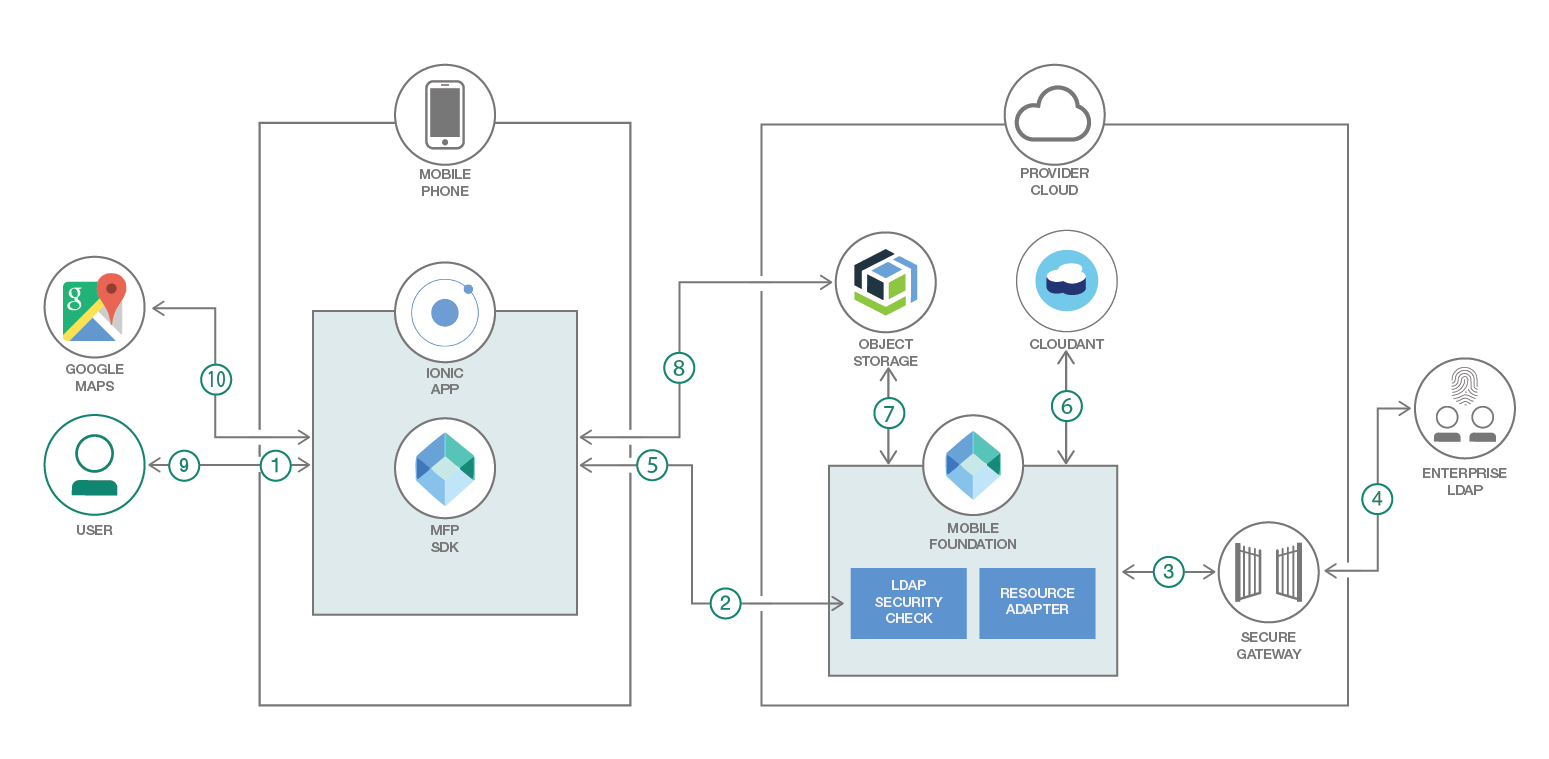 MOBILE
PHONE
PROVIDER
CLOUD
g
GOOGLE
MAPS
10
USER
9
1
IONIC
APP
MFP
SDK
8
5
2
OBJECT
STORAGE
CLOUDANT
7
6
MOBILE
FOUNDATION
LDAP
SECURITY
CHECK
RESOURCE
ADAPTER
3
SECURE
GATEWAY
4
ENTERPRISE
LDAP